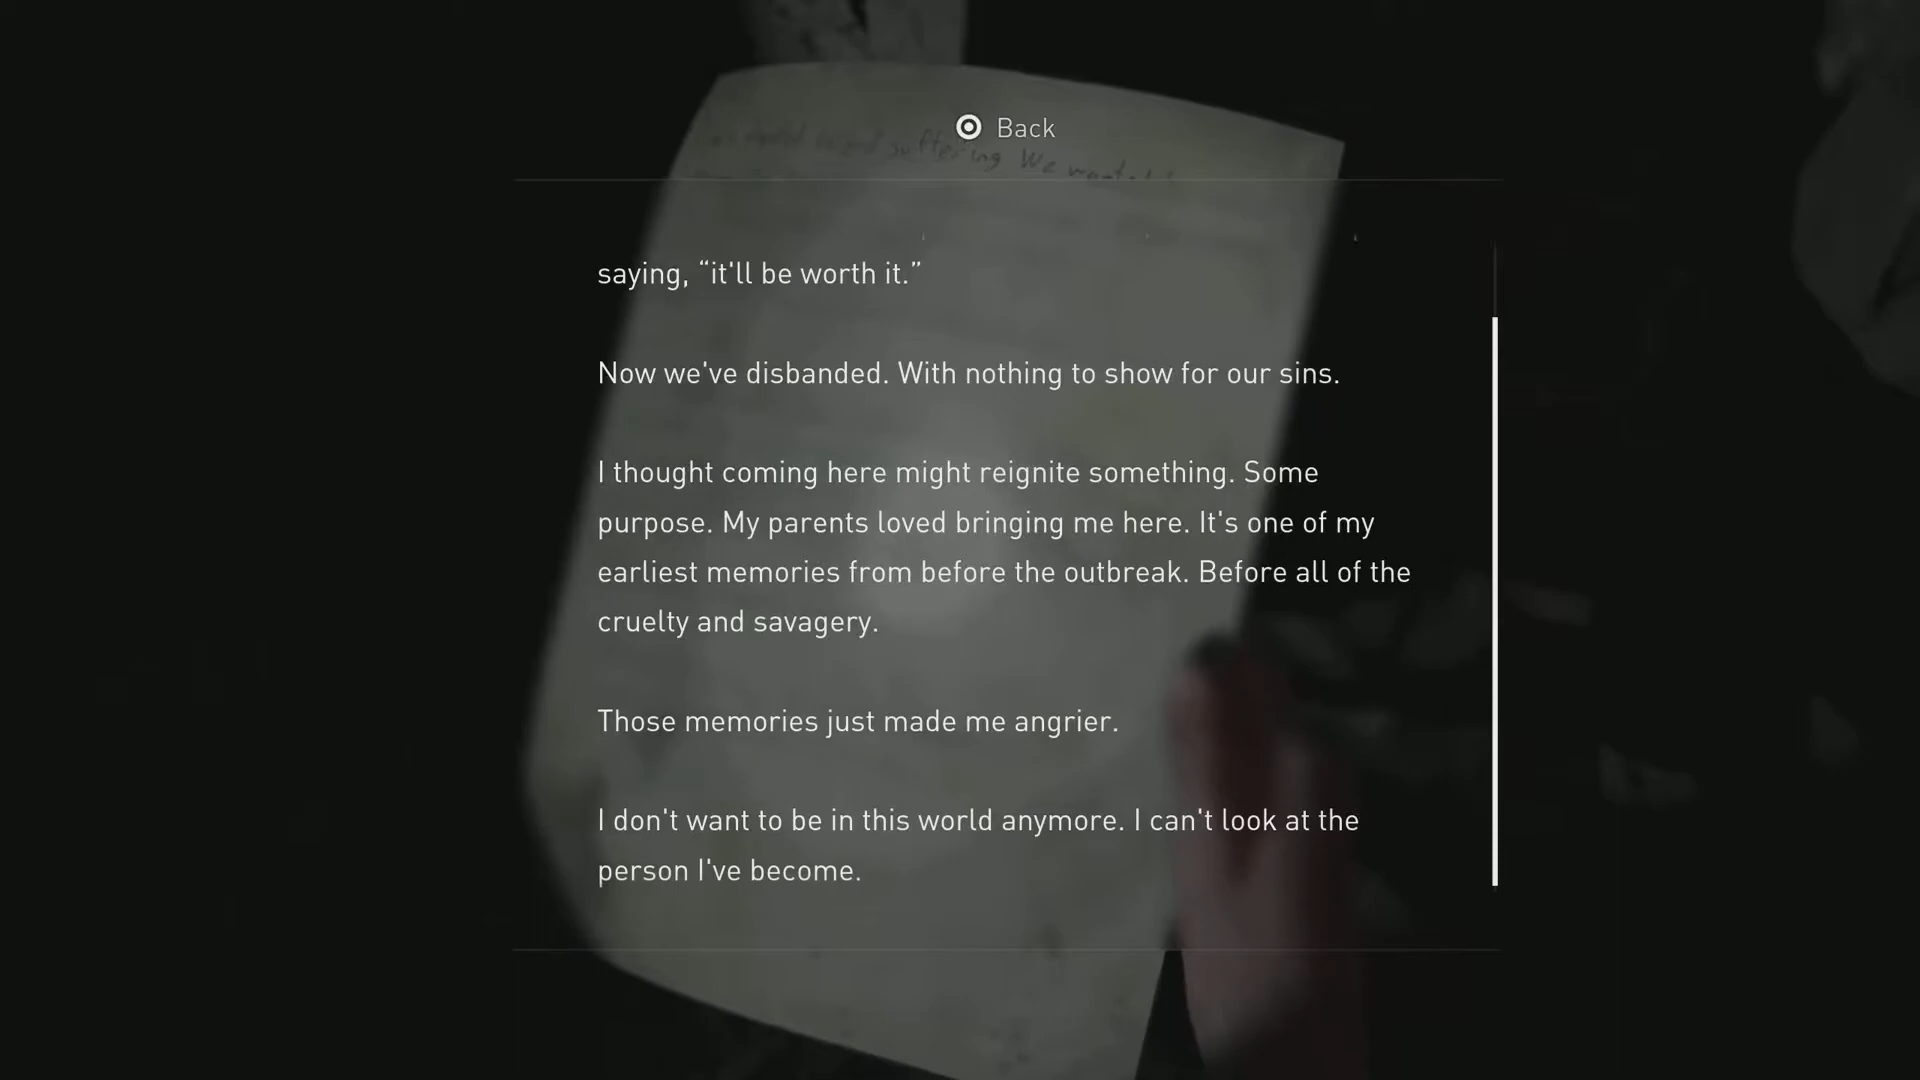 Back
suffering We wanted
saying, “it'll be worth it.”
Now we've disbanded. With nothing to show for our sins.
I thought coming here might reignite something. Some
purpose. My parents loved bringing me here. It's one of my
earliest memories from before the outbreak. Before all of the
cruelty and savagery.
Those memories just made me angrier.
I don't want to be in this world anymore. I can't look at the
person I've become.